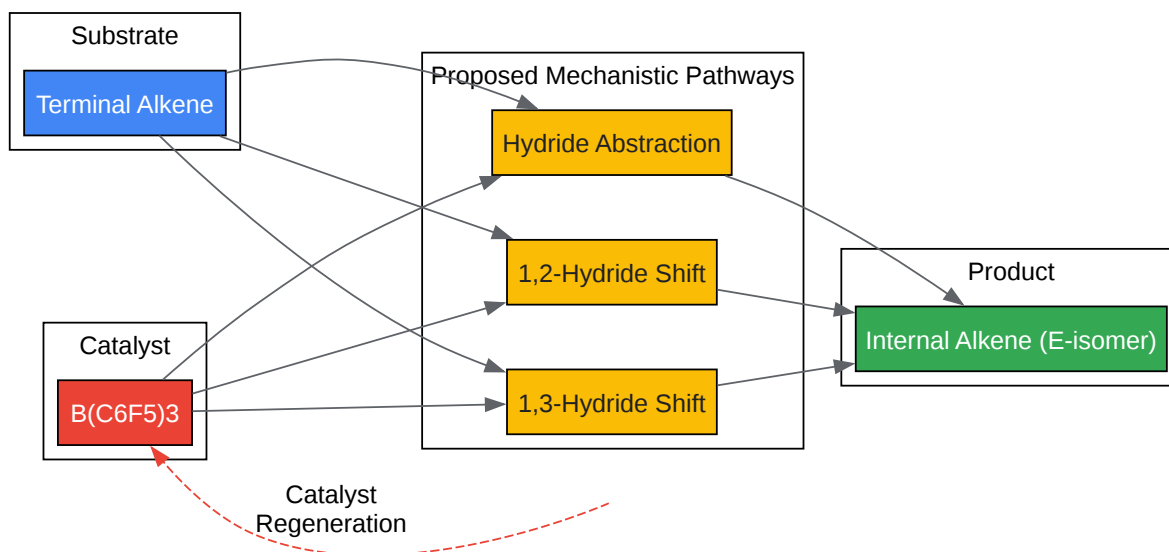 Substrate
Terminal Alkene
Proposed Mechanistic Pathways
Hydride Abstraction
1,2-Hydride Shift
1,3-Hydride Shift
Product
Internal Alkene (E-isomer)
Catalyst
B(C6F5)3
Catalyst
Regeneration